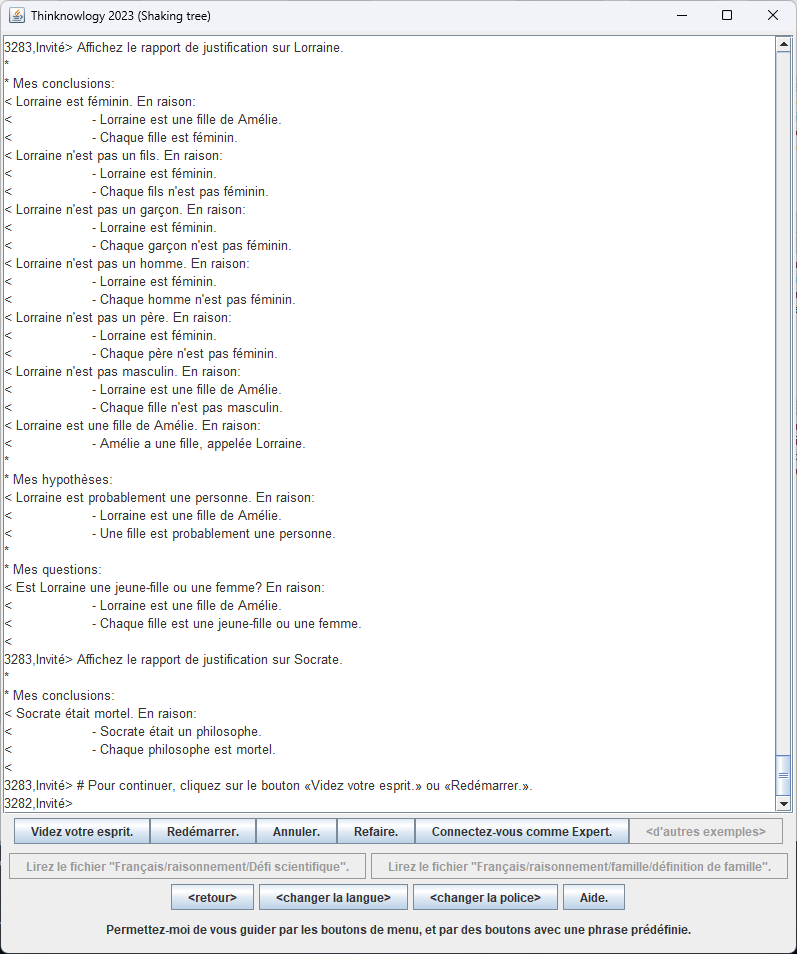 Thinknowlogy 2023 (Shaking tree)
3283,Invité> Affichez le rapport de justification sur Lorraine.
*
* Mes conclusions:
< Lorraine est féminin. En raison:
< - Lorraine est une fille de Amélie.
< - Chaque fille est féminin.
< Lorraine n'est pas un fils. En raison:
< - Lorraine est féminin.
< - Chaque fils n'est pas féminin.
< Lorraine n'est pas un garçon. En raison:
< - Lorraine est féminin.
< - Chaque garçon n'est pas féminin.
< Lorraine n'est pas un homme. En raison:
< - Lorraine est féminin.
< - Chaque homme n'est pas féminin.
< Lorraine n'est pas un père. En raison:
< - Lorraine est féminin.
< - Chaque père n'est pas féminin.
< Lorraine n'est pas masculin. En raison:
< - Lorraine est une fille de Amélie.
< - Chaque fille n'est pas masculin.
< Lorraine est une fille de Amélie. En raison:
< - Amélie a une fille, appelée Lorraine.
*
* Mes hypothèses:
< Lorraine est probablement une personne. En raison:
< - Lorraine est une fille de Amélie.
< - Une fille est probablement une personne.
*
* Mes questions:
< Est Lorraine une jeune-fille ou une femme? En raison:
< - Lorraine est une fille de Amélie.
< - Chaque fille est une jeune-fille ou une femme.
<
3283,Invité> Affichez le rapport de justification sur Socrate.
*
* Mes conclusions:
< Socrate était mortel. En raison:
< - Socrate était un philosophe.
< - Chaque philosophe est mortel.
<
3283,Invité> # Pour continuer, cliquez sur le bouton «Videz votre esprit.» ou «Redémarrer.».
3282,Invité>
Videz votre esprit. Redémarrer. Annuler. Refaire. Connectez-vous comme Expert. <d'autres exemples>
Lirez le fichier "Français/raisonnement/Défi scientifique". Lirez le fichier "Français/raisonnement/famille/définition de famille".
<retour> <changer la langue> <changer la police> Aide.
Permettez-moi de vous guider par les boutons de menu, et par des boutons avec une phrase prédéfinie.